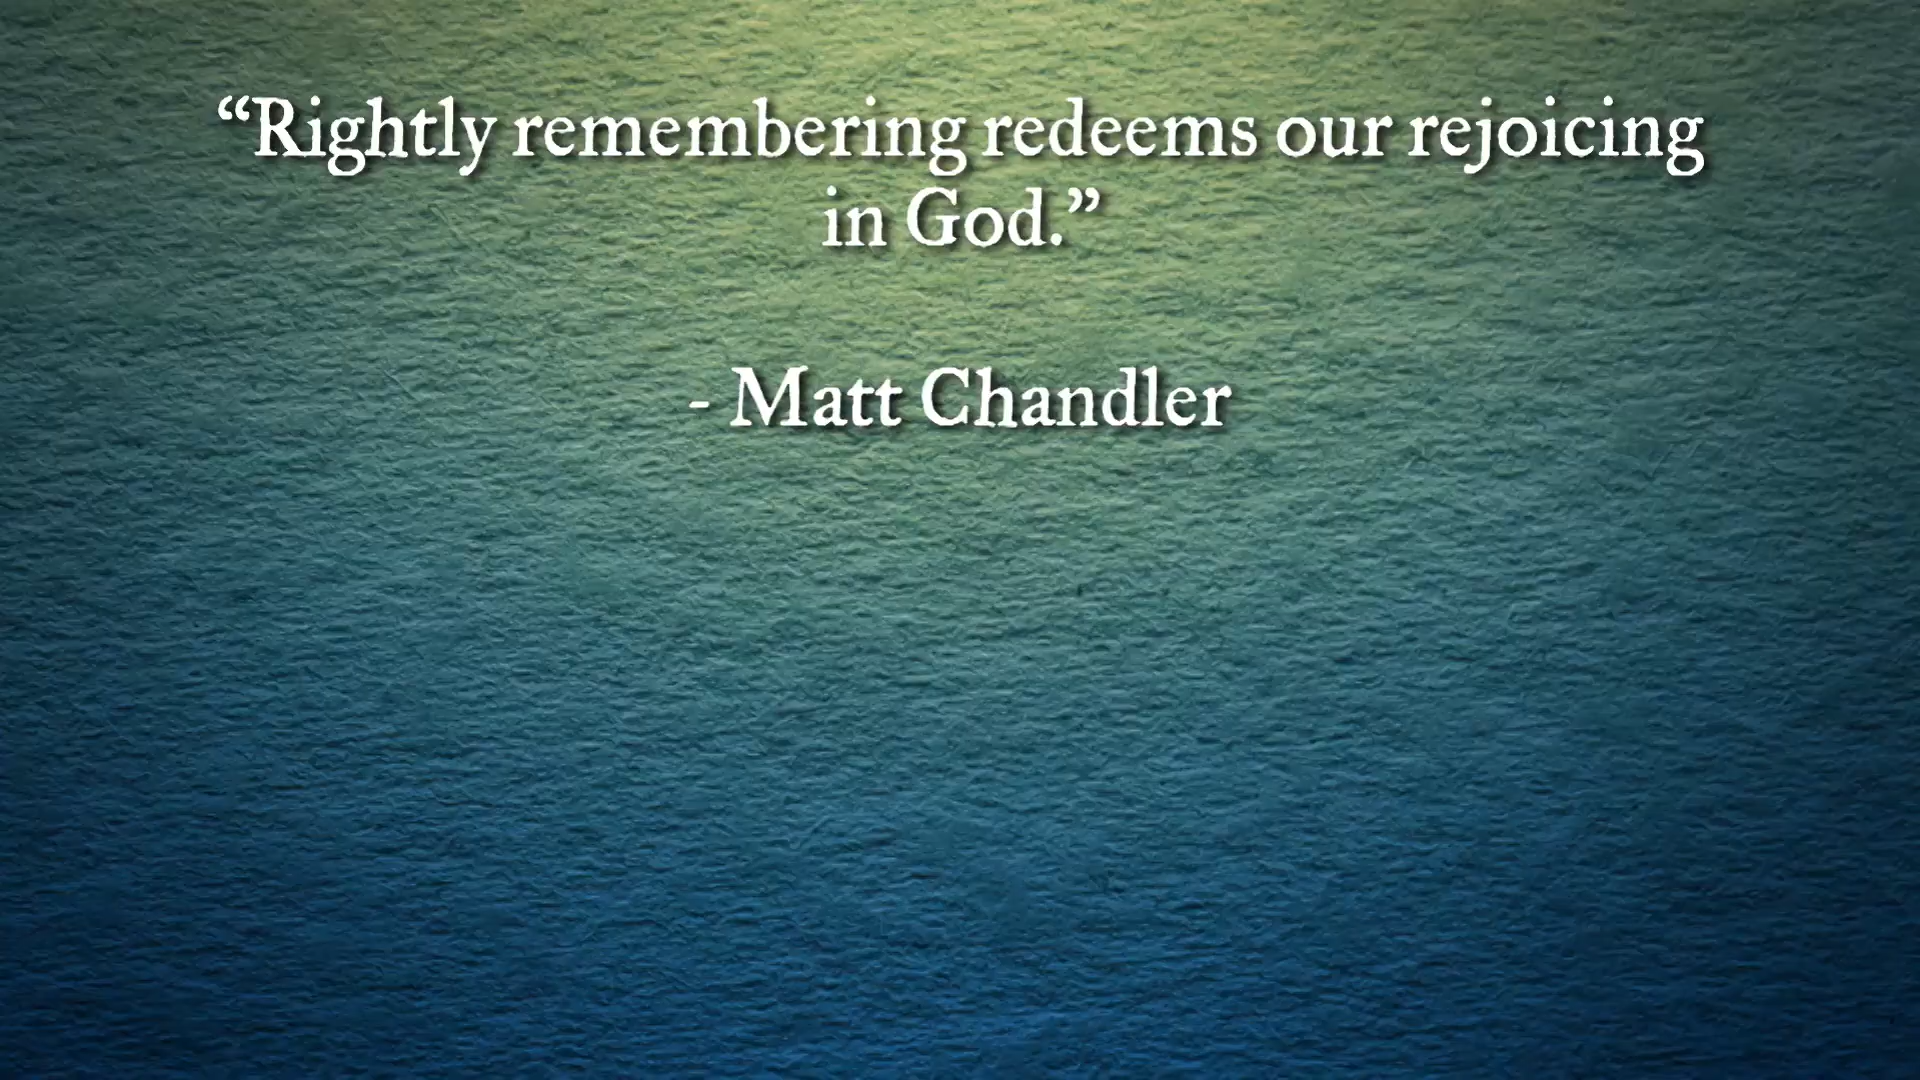 “Rightly remembering redeems our rejoicing
in God.”
- Matt Chandler